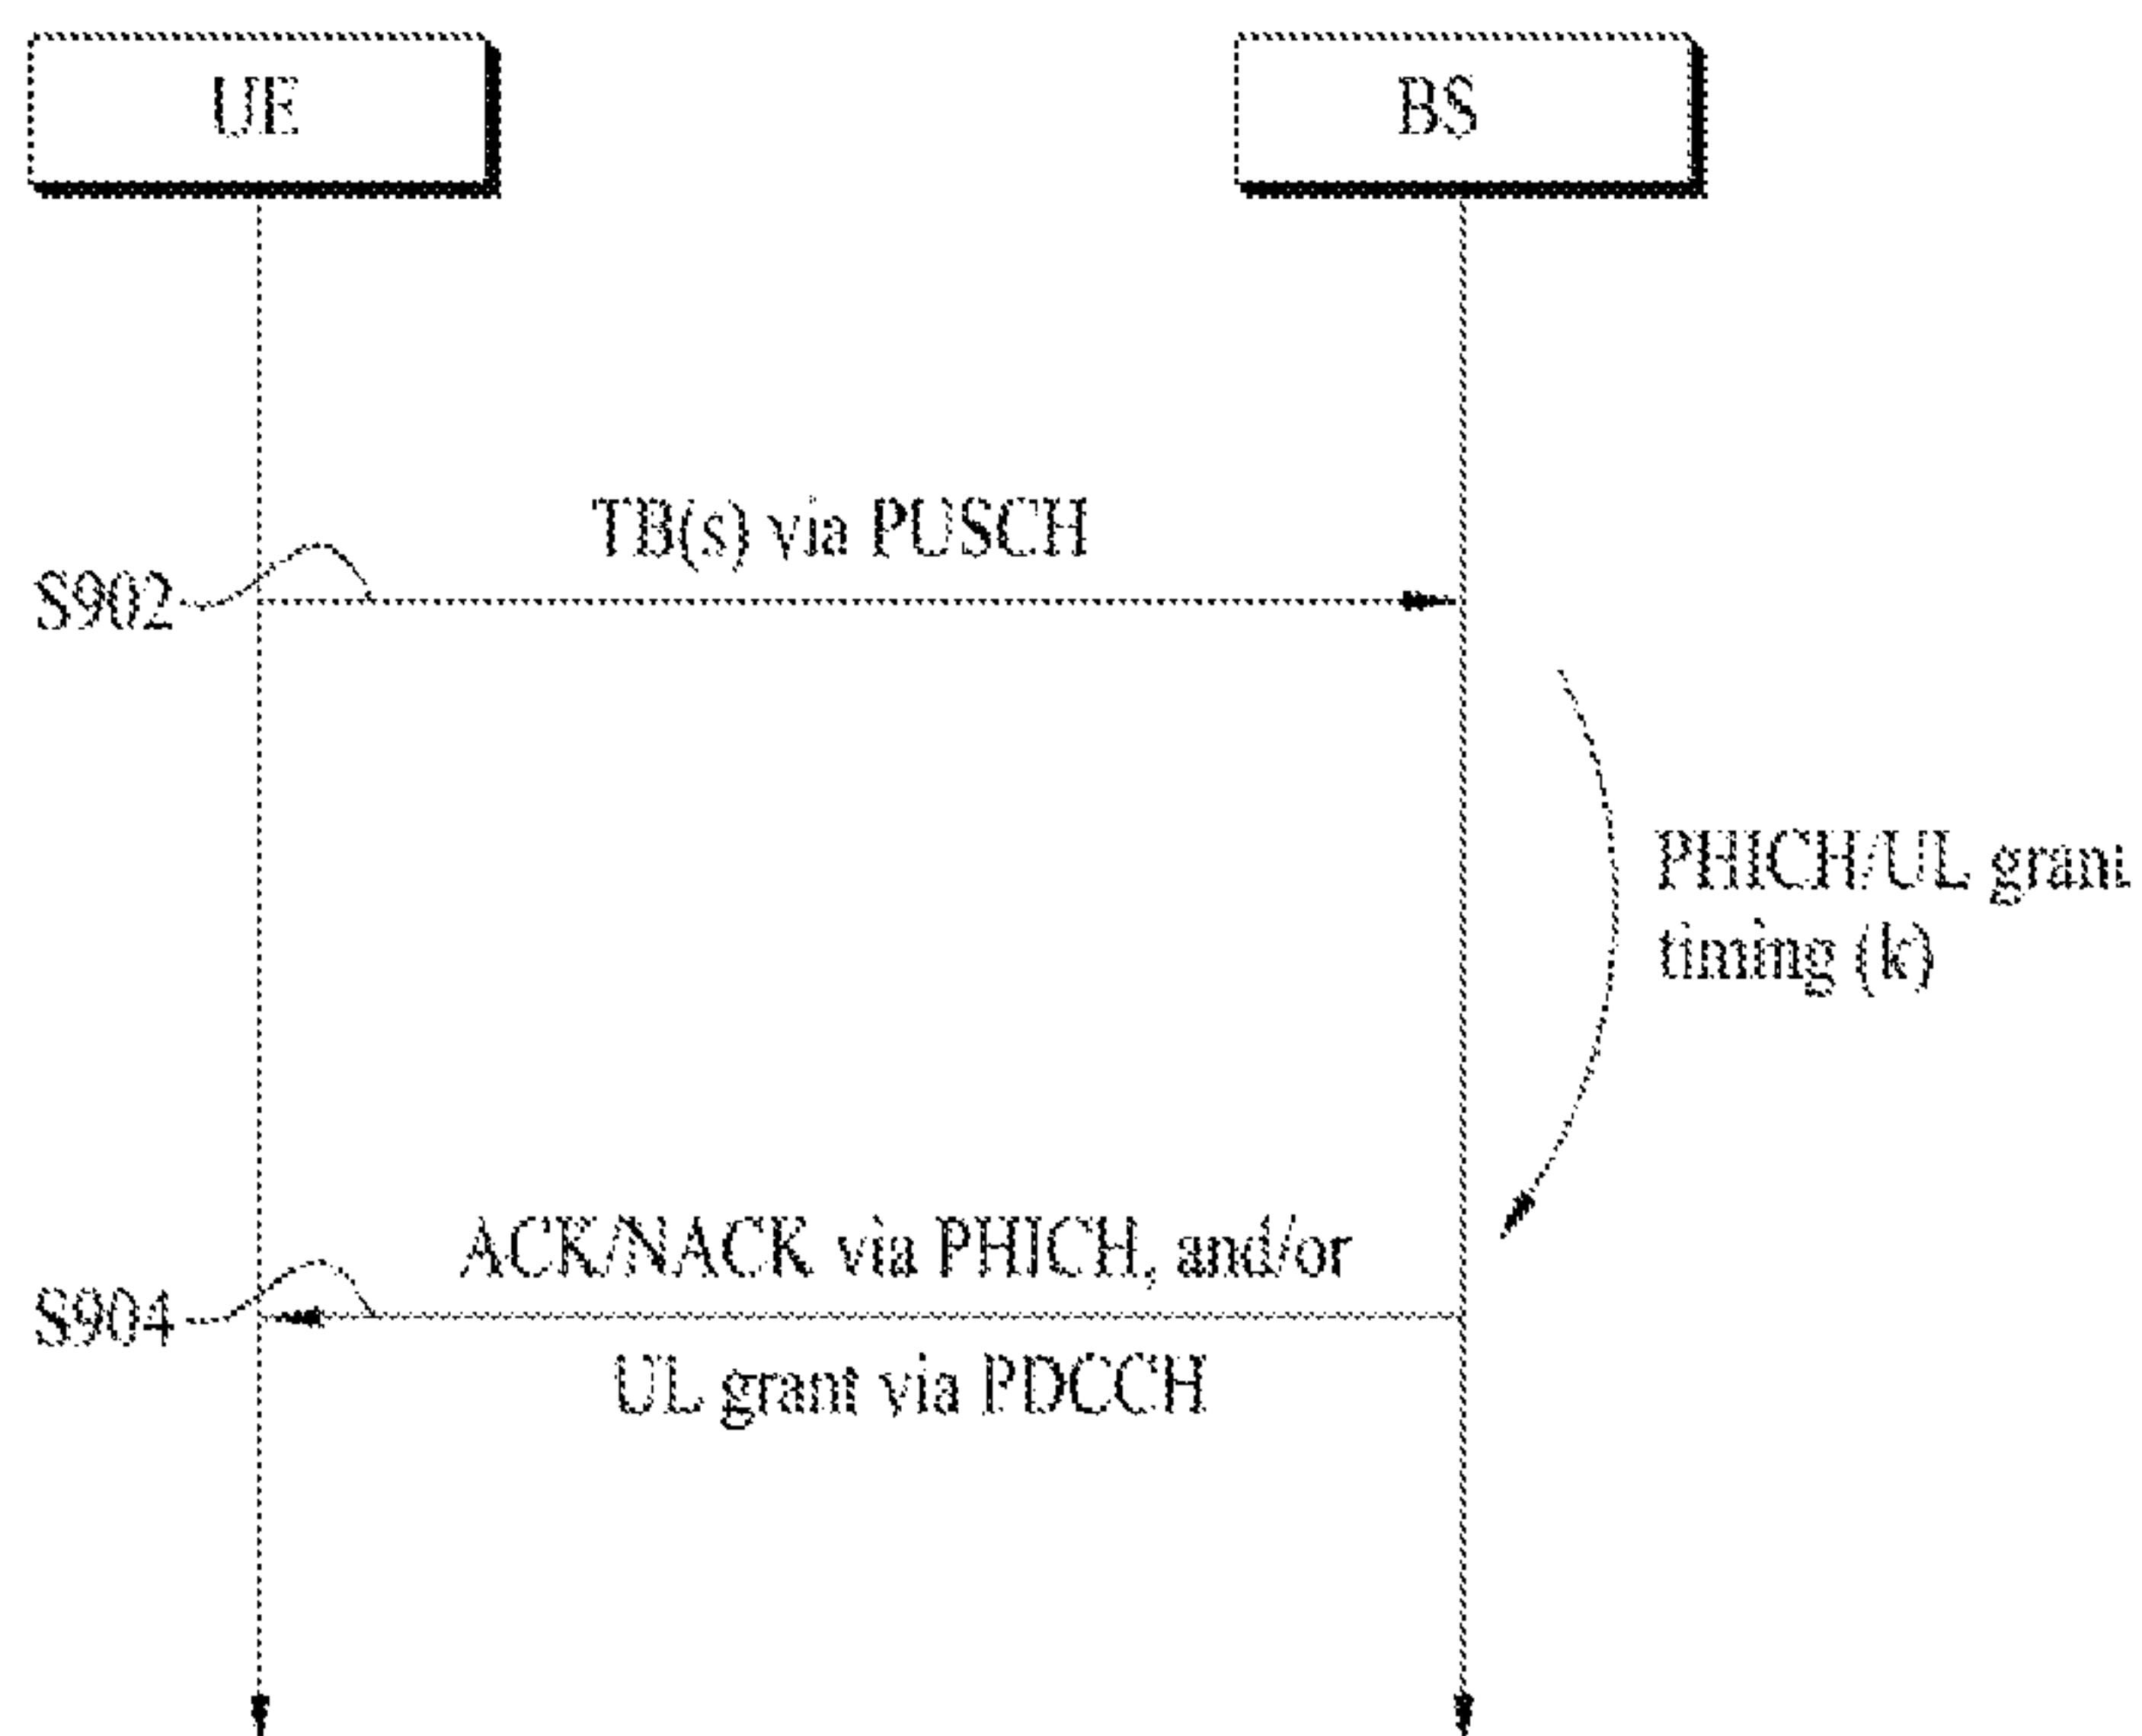 UE
BS
TB(s) via PUSCH
S902
PHICH/UL grant
timing (k)
ACK/NACK via PHICH, and/or
S904
UL grant via PDCCH